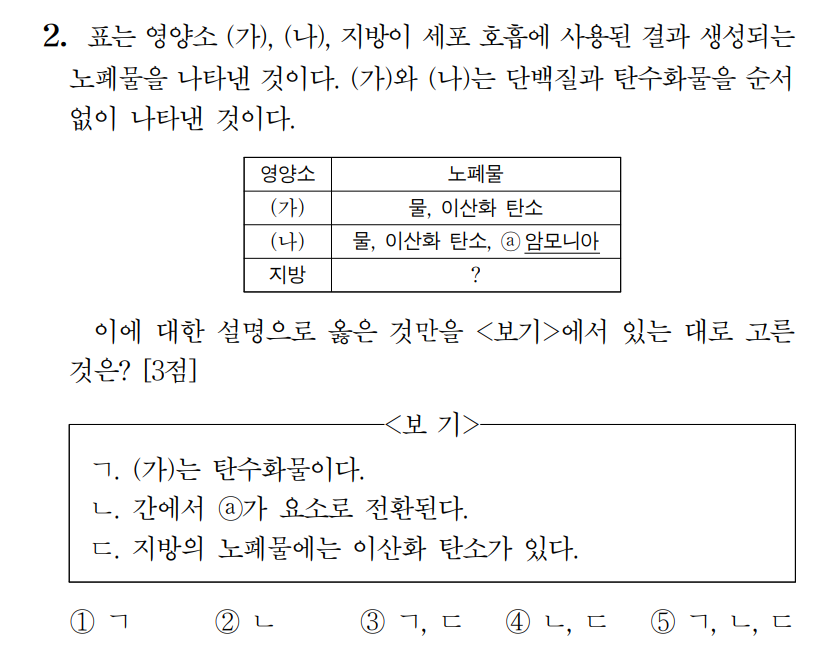 2. 표는 영양소 (가), (나), 지방이 세포 호흡에 사용된 결과 생성되는
노폐물을 나타낸 것이다. (가)와 (나)는 단백질과 탄수화물을 순서
없이 나타낸 것이다.
영양소 노폐물
(가) 물, 이산화 탄소
(나) 물, 이산화 탄소, ⓐ 암모니아
지방 ?
이에 대한 설명으로 옳은 것만을 <보기>에서 있는 대로 고른
것은? [3점]
<보 기>
ㄱ. (가)는 탄수화물이다.
ㄴ. 간에서 ⓐ가 요소로 전환된다.
ㄷ. 지방의 노폐물에는 이산화 탄소가 있다.
① ㄱ ② ㄴ ③ ㄱ, ㄷ ④ ㄴ, ㄷ ⑤ ㄱ, ㄴ, ㄷ